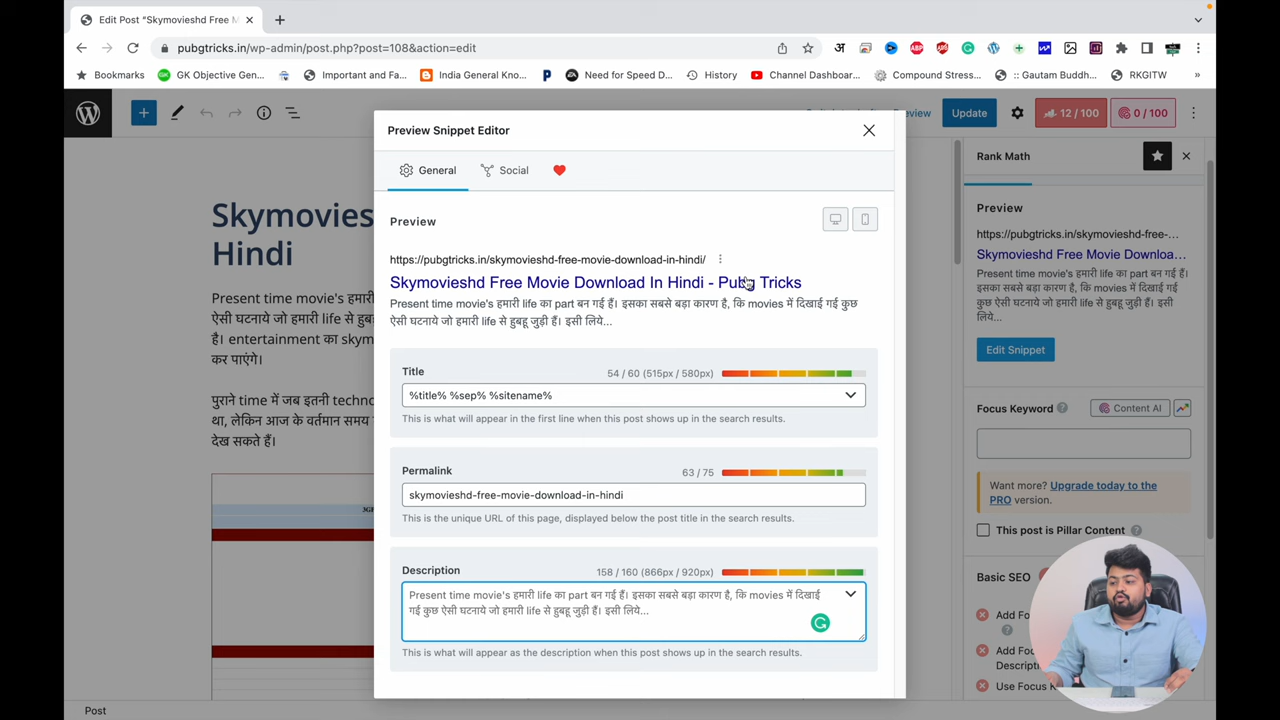 Edit Post “Skymovieshd Free M
pubgtricks.in/wp-admin/post.php?post=108&action=edit
अ
ABP
Bookmarks
GK Objective Gen...
Important and Fa...
India General Kno...
Need for Speed D...
History
Channel Dashboar...
Compound Stress...
:: Gautam Buddh...
RKGITW
»
view
Update
12 / 100
0 / 100
Preview Snippet Editor
General
Social
Preview
https://pubgtricks.in/skymovieshd-free-movie-download-in-hindi/
Skymovieshd Free Movie Download In Hindi - Pubg Tricks
Present time movie's हमारी life का part बन गई हैं। इसका सबसे बड़ा कारण है, कि movies में दिखाई गई कुछ
ऐसी घटनाये जो हमारी life से हुबहू जुड़ी हैं। इसी लिये...
Title
54 / 60 (515px / 580px)
%title% %sep% %sitename%
This is what will appear in the first line when this post shows up in the search results.
Permalink
63 / 75
skymovieshd-free-movie-download-in-hindi
This is the unique URL of this page, displayed below the post title in the search results.
Description
158 / 160 (866px / 920px)
Present time movie's हमारी life का part बन गई हैं। इसका सबसे बड़ा कारण है, कि movies में दिखाई
गई कुछ ऐसी घटनाये जो हमारी life से हुबहू जुड़ी हैं। इसी लिये...
This is what will appear as the description when this post shows up in the search results.
Skymovies
Hindi
Present time movie's हमारी life
ऐसी घटनाये जो हमारी life से हुबहू
है। entertainment का skym
कर पाएंगे।
पुराने time में जब इतनी techno
था, लेकिन आज के वर्तमान समय
देख सकते हैं।
Rank Math
Preview
https://pubgtricks.in/skymovieshd-free-...
Skymovieshd Free Movie Downloa...
Present time movie's हमारी life का part
बन गई हैं। इसका सबसे बड़ा कारण है, कि
movies में दिखाई गई कुछ ऐसी घटनाये
जो हमारी life से हुबहू जुड़ी हैं। इसी
लिये...
Edit Snippet
Focus Keyword
Content AI
Want more? Upgrade today to the
PRO version.
This post is Pillar Content
Basic SEO
Add Fo
Add Foc
Descri
Use Focus K
Post